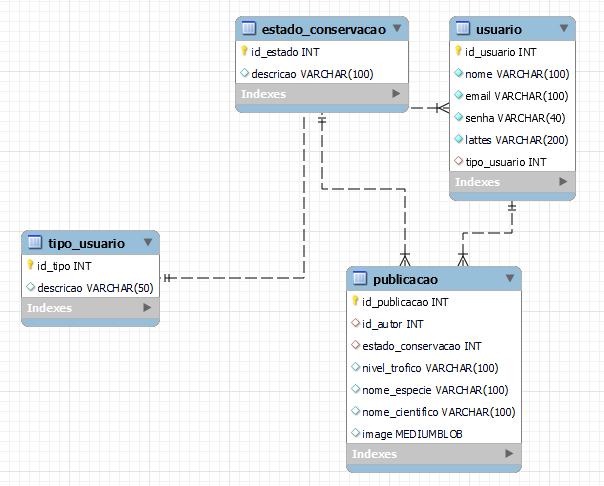 estado_conservacao
id_estado INT
descricao VARCHAR(100)
Indexes
usuario
id_usuario INT
nome VARCHAR(100)
email VARCHAR(100)
senha VARCHAR(40)
lattes VARCHAR(200)
tipo_usuario INT
Indexes
tipo_usuario
id_tipo INT
descricao VARCHAR(50)
Indexes
publicacao
id_publicacao INT
id_autor INT
estado_conservacao INT
nivel_trofico VARCHAR(100)
nome_especie VARCHAR(100)
nome_cientifico VARCHAR(100)
image MEDIUMBLOB
Indexes